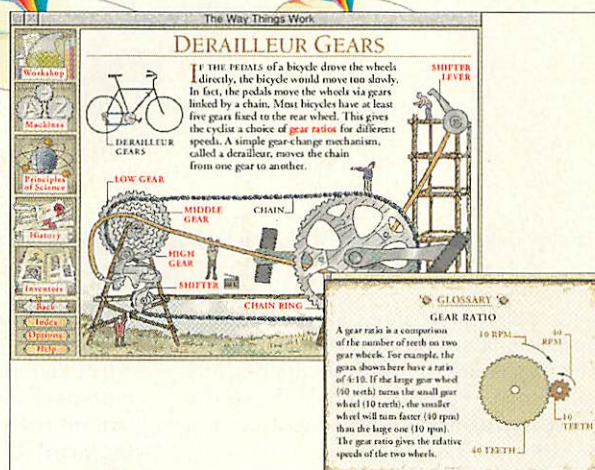 The Way Things Work
DERAILLEUR GEARS
Workshop
Machines
Principles
of Science
History
Inventors
Back
Index
Options
Help
IF THE PEDALS of a bicycle drove the wheels
directly, the bicycle would move too slowly.
In fact, the pedals move the wheels via gears
linked by a chain. Most bicycles have at least
five gears fixed to the rear wheel. This gives
the cyclist a choice of gear ratios for different
speeds. A simple gear-change mechanism,
called a derailleur, moves the chain
from one gear to another.
SHIFTER
LEVER
DERAILLEUR
GEARS
LOW GEAR
MIDDLE
GEAR
CHAIN
HIGH
GEAR
SHIFTER
CHAIN RING
GLOSSARY
GEAR RATIO
A gear ratio is a comparison
of the number of teeth on two
gear wheels. For example, the
gears shown here have a ratio
of 4:10. If the large gear wheel
(40 teeth) turns the small gear
wheel (10 teeth), the smaller
wheel will turn faster (40 rpm)
than the large one (10 rpm).
The gear ratio gives the relative
speeds of the two wheels.
10 RPM
40
RPM
10
TEETH
40 TEETH